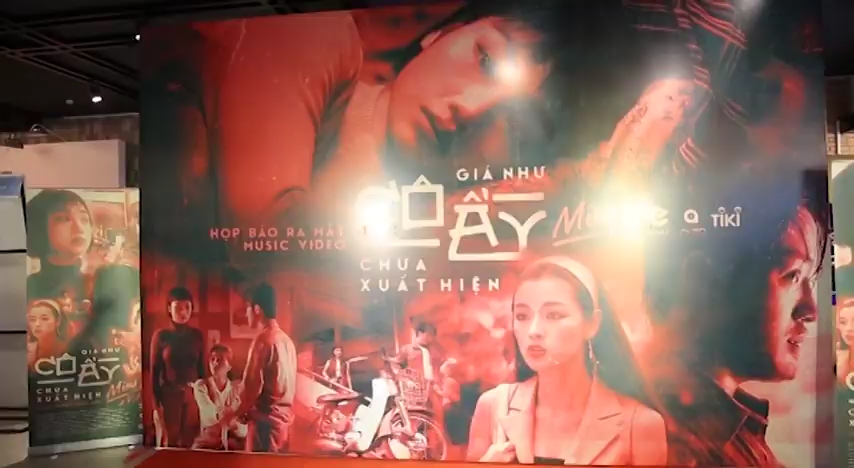 GIÁ NHƯ
CÔ ẤY
CHƯA
XUẤT HIỆN
HỌP BÁO RA MẮT
MUSIC VIDEO
TIKI
GIÁ NHƯ
CÔ ẤY
CHƯA
XUẤT HIỆN